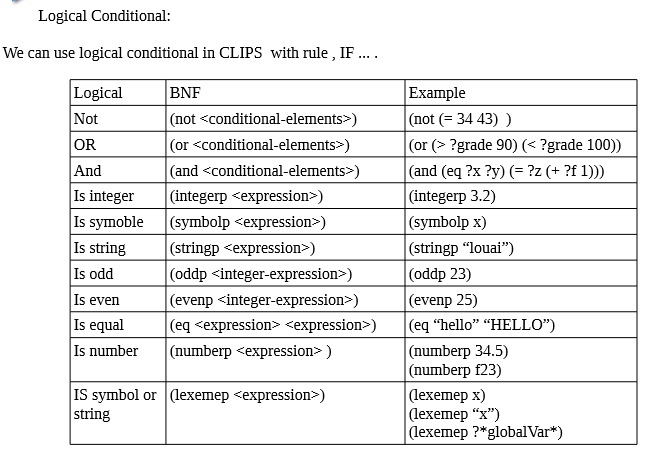 Logical Conditional:
We can use logical conditional in CLIPS with rule , IF ... .
Logical BNF Example
Not (not <conditional-elements>) (not (= 34 43) )
OR (or <conditional-elements>) (or (> ?grade 90) (< ?grade 100))
And (and <conditional-elements>) (and (eq ?x ?y) (= ?z (+ ?f 1)))
Is integer (integerp <expression>) (integerp 3.2)
Is symoble (symbolp <expression>) (symbolp x)
Is string (stringp <expression>) (stringp “louai”)
Is odd (oddp <integer-expression>) (oddp 23)
Is even (evenp <integer-expression>) (evenp 25)
Is equal (eq <expression> <expression>) (eq “hello” “HELLO”)
Is number (numberp <expression> ) (numberp 34.5)
(numberp f23)
IS symbol or (lexemep <expression>) (lexemep x)
string (lexemep “x”)
(lexemep ?*globalVar*)